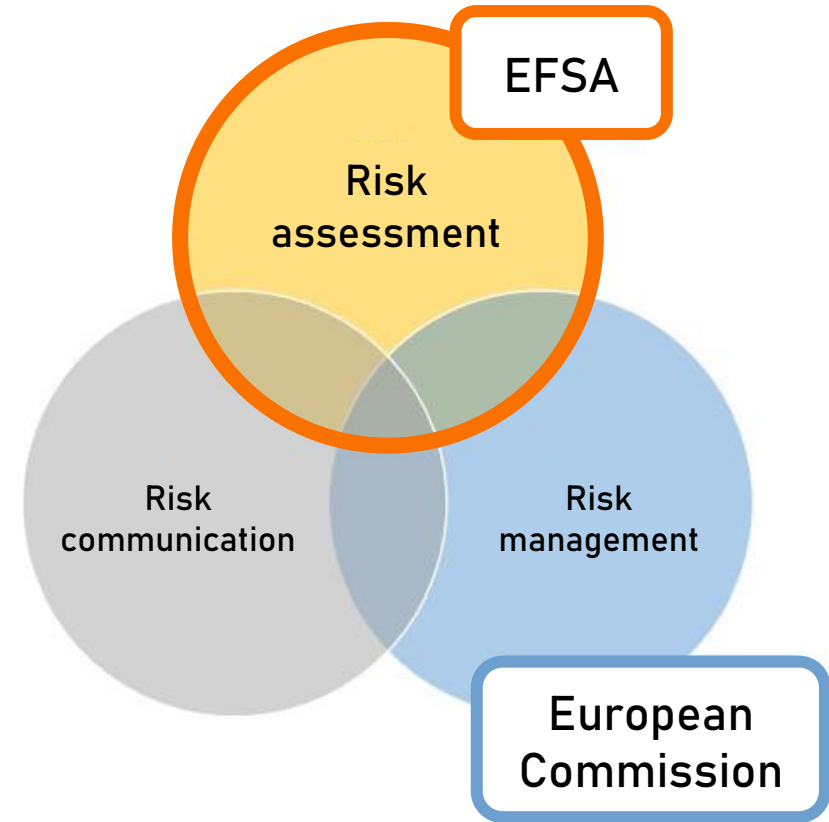 EFSA
Risk
assessment
Risk
communication
Risk
management
European
Commission